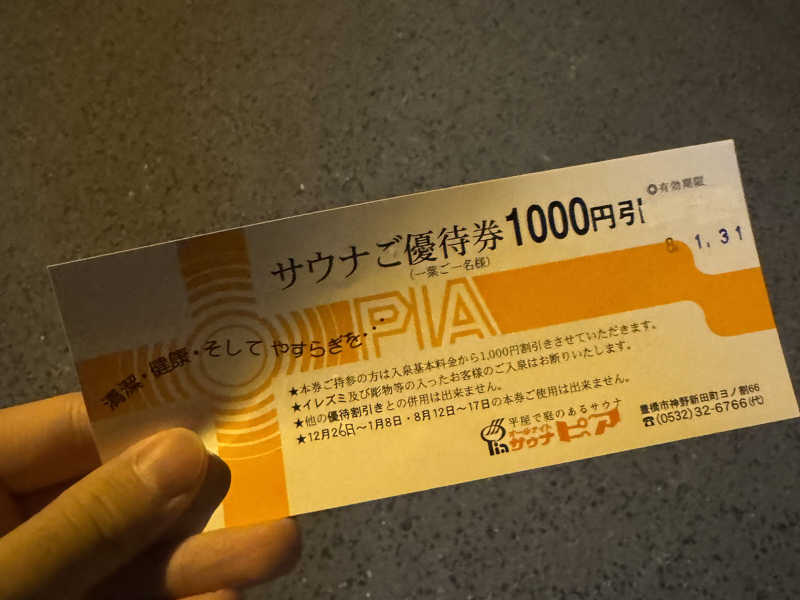 ◎有効期限
8. 1.31
サウナご優待券1000円引
(一葉ご一名様)
PIA
清潔・健康・そしてやすらぎを…
★本券ご持参の方は入泉基本料金から1,000円割引きさせていただきます。
★イレズミ及び彫物等の入ったお客様のご入泉はお断りいたします。
★他の優待割引きとの併用は出来ません。
★12月26日～1月8日・8月12日～17日の本券ご使用は出来ません。
平屋で庭のあるサウナ
オールナイト
Pia サウナピア
豊橋市神野新田町ヨノ割66
☎(0532)32-6766(代)